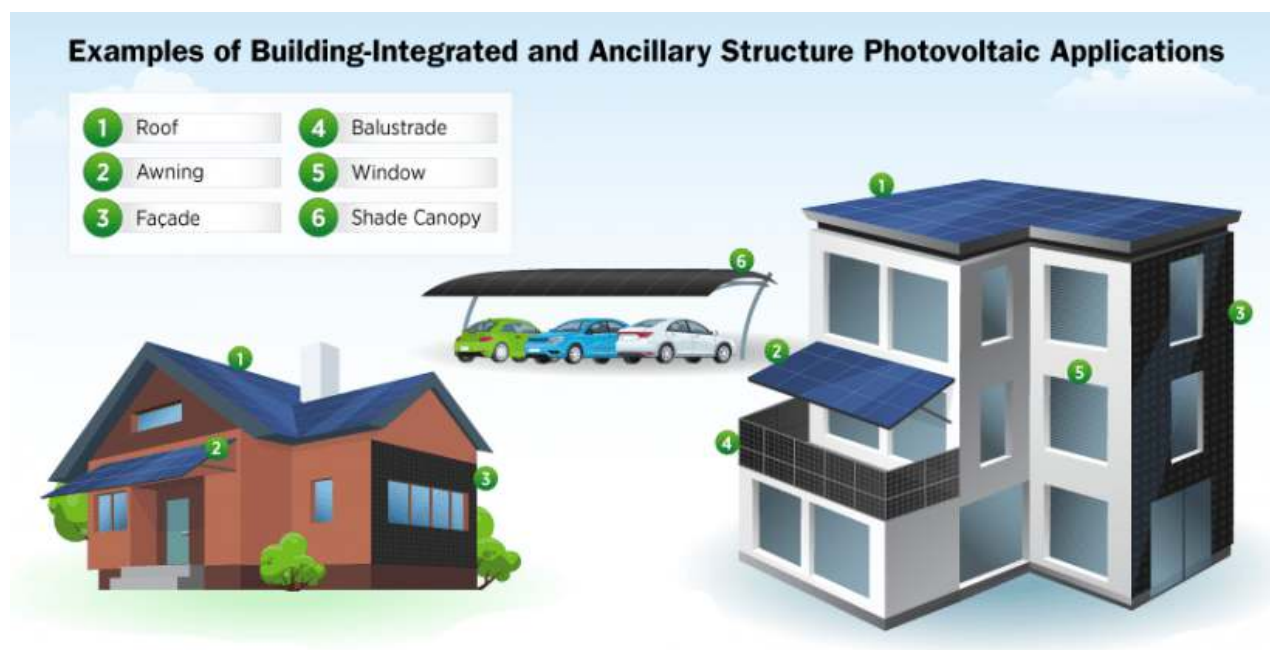 Examples of Building-Integrated and Ancillary Structure Photovoltaic Applications
1 Roof
2 Awning
3 Façade
4 Balustrade
5 Window
6 Shade Canopy
1
6
3
2
5
1
4
2
3